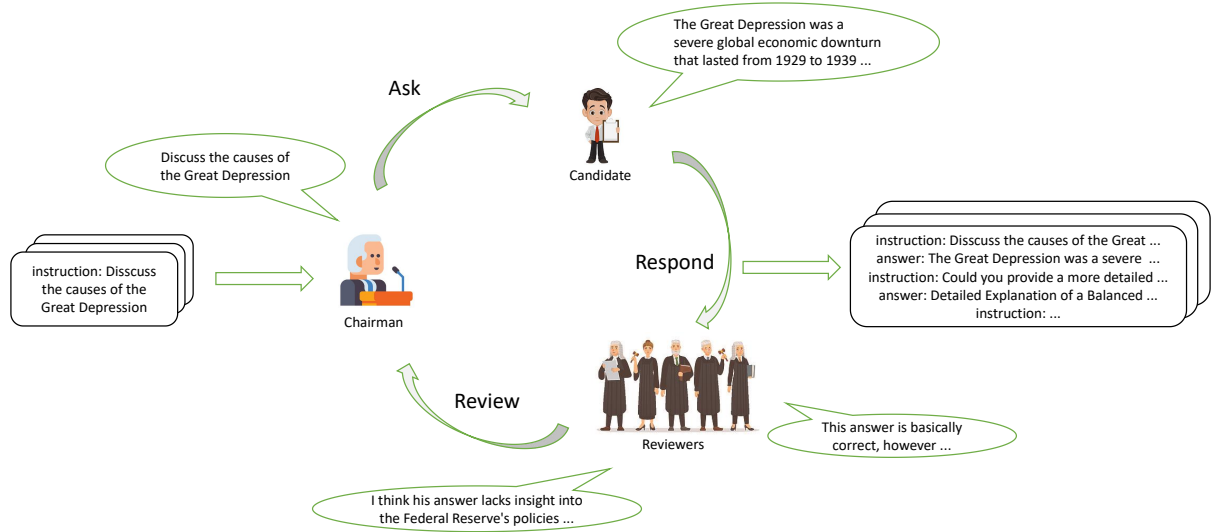 The Great Depression was a
severe global economic downturn
that lasted from 1929 to 1939 ...
Ask
Candidate
Discuss the causes of
the Great Depression
instruction: Disscuss
the causes of the
Great Depression
Chairman
Respond
instruction: Disscuss the causes of the Great ...
answer: The Great Depression was a severe ...
instruction: Could you provide a more detailed ...
answer: Detailed Explanation of a Balanced ...
instruction: ...
Review
Reviewers
This answer is basically
correct, however ...
I think his answer lacks insight into
the Federal Reserve's policies ...